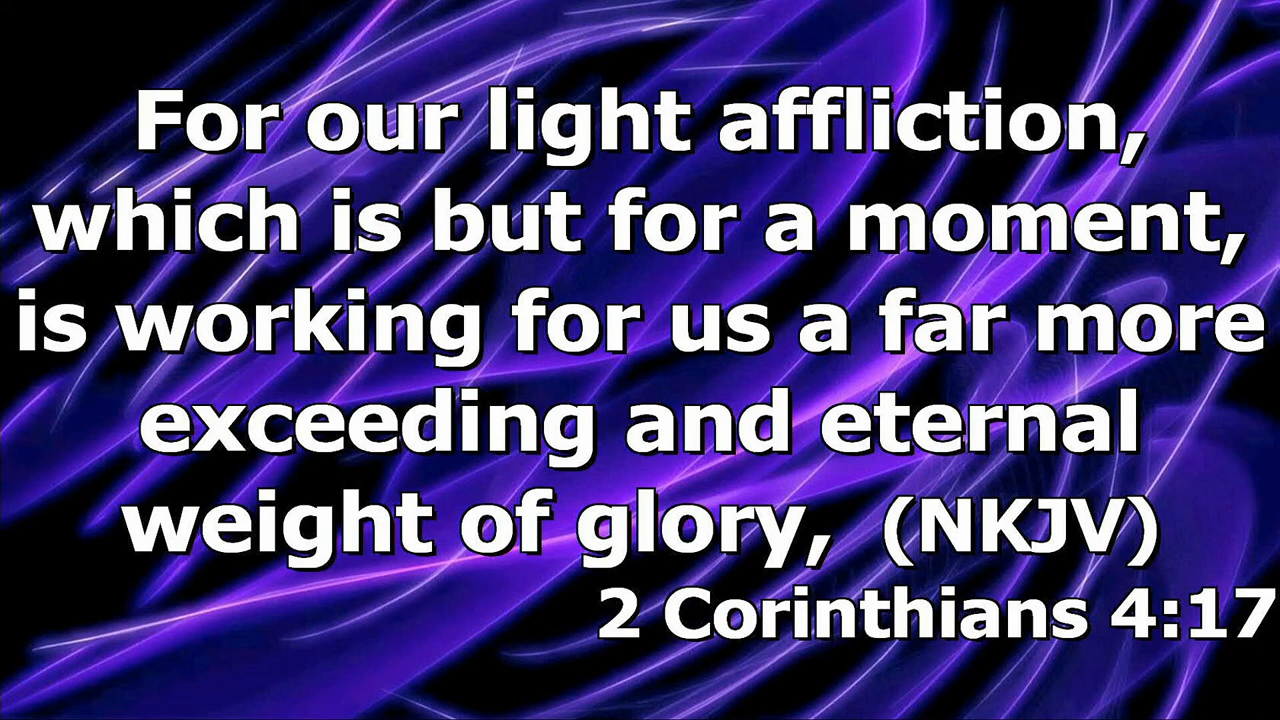 For our light affliction,
which is but for a moment,
is working for us a far more
exceeding and eternal
weight of glory, (NKJV)
2 Corinthians 4:17